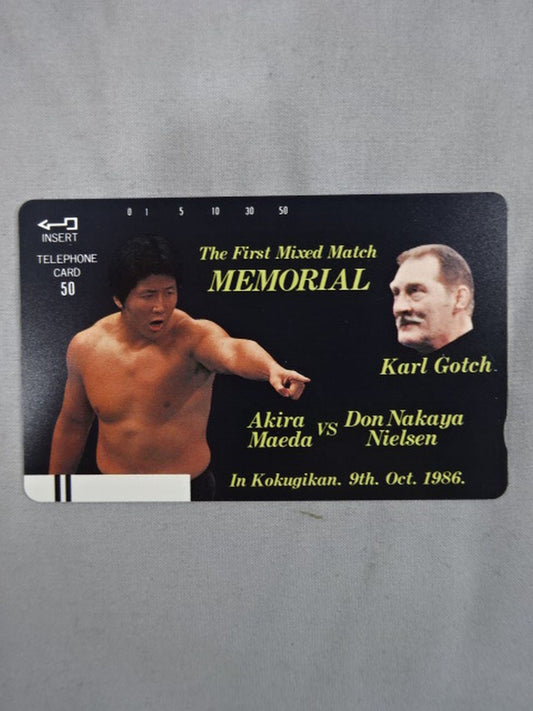 0 1 5 10 30 50
INSERT
TELEPHONE
CARD
50
The First Mixed Match
MEMORIAL
Karl Gotch
Akira
Maeda
VS
Don Nakaya
Nielsen
In Kokugikan. 9th. Oct. 1986.